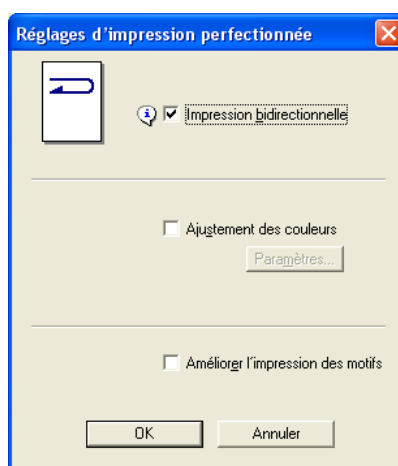 Réglages d'impression perfectionnée
Impression bidirectionnelle
Ajustement des couleurs
Paramètres...
Améliorer l'impression des motifs
OK
Annuler